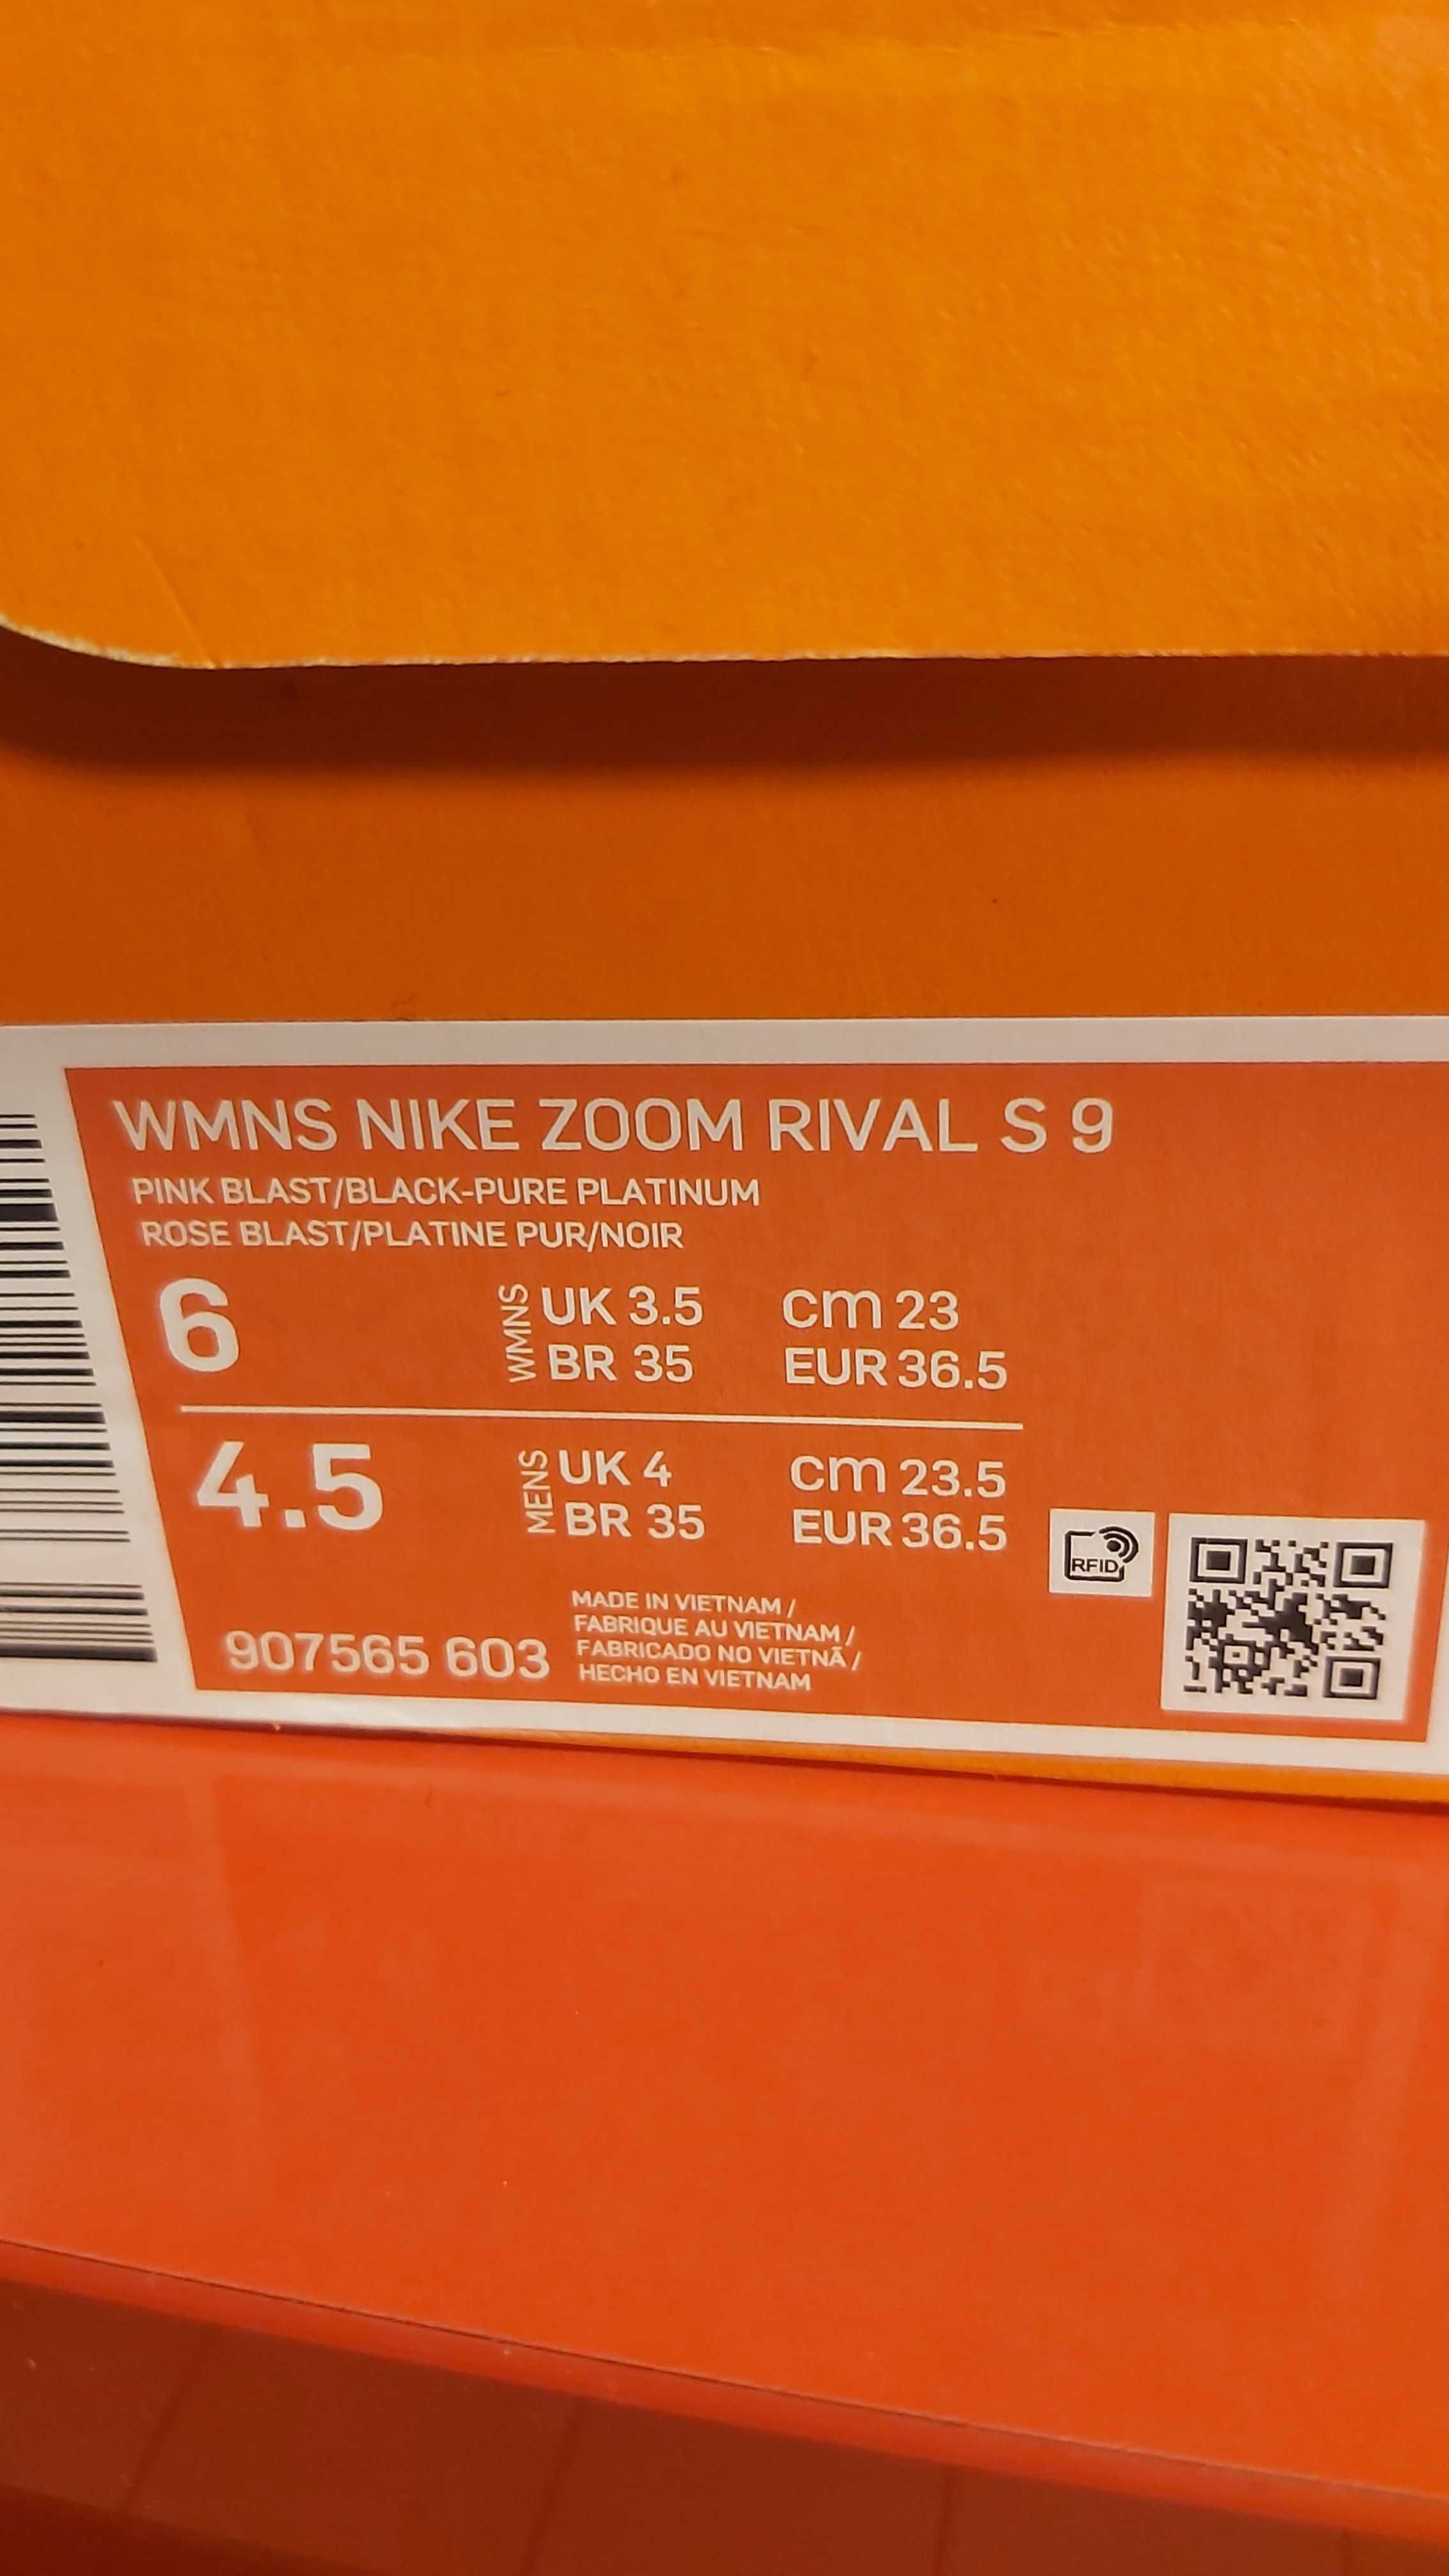 WMNS NIKE ZOOM RIVAL S 9
PINK BLAST/BLACK-PURE PLATINUM
ROSE BLAST/PLATINE PUR/NOIR
6 WMNS UK 3.5 cm 23
BR 35 EUR 36.5
4.5 MENS UK 4 cm 23.5
BR 35 EUR 36.5
RFID
907565 603
MADE IN VIETNAM /
FABRIQUE AU VIETNAM /
FABRICADO NO VIETNÃ /
HECHO EN VIETNAM